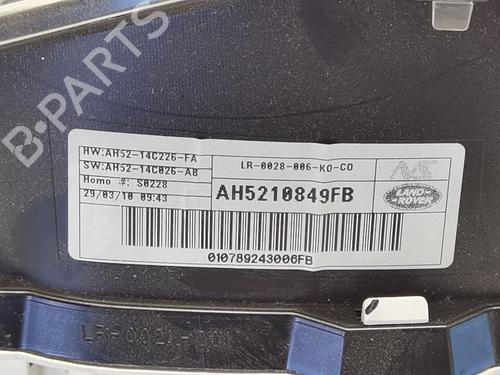 B-PARTS
HW:AH52-14C226-FA
SW:AH52-14C026-AB
Homo #: S0228
29/03/10 09:43
LR-0028-006-KO-CO
AH5210849FB
LAND
ROVER
010789243006FB